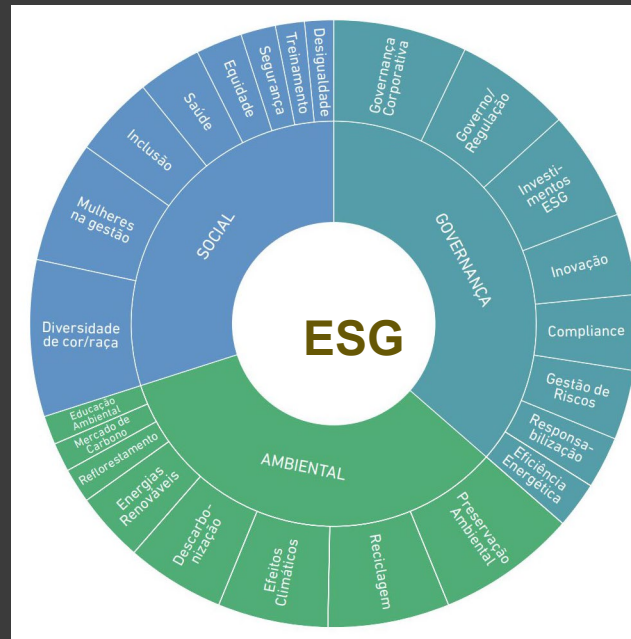 ESG
GOVERNANÇA
Governança
Corporativa
Governo/
Regulação
Investi-
mentos
ESG
Inovação
Compliance
Gestão de
Riscos
Responsa-
bilização
Eficiência
Energética
AMBIENTAL
Preservação
Ambiental
Reciclagem
Efeitos
Climáticos
Descarbo-
nização
Energias
Renováveis
Reflorestamento
Mercado de
Carbono
Educação
Ambiental
SOCIAL
Diversidade
de cor/raça
Mulheres
na gestão
Inclusão
Saúde
Equidade
Segurança
Treinamento
Desigualdade